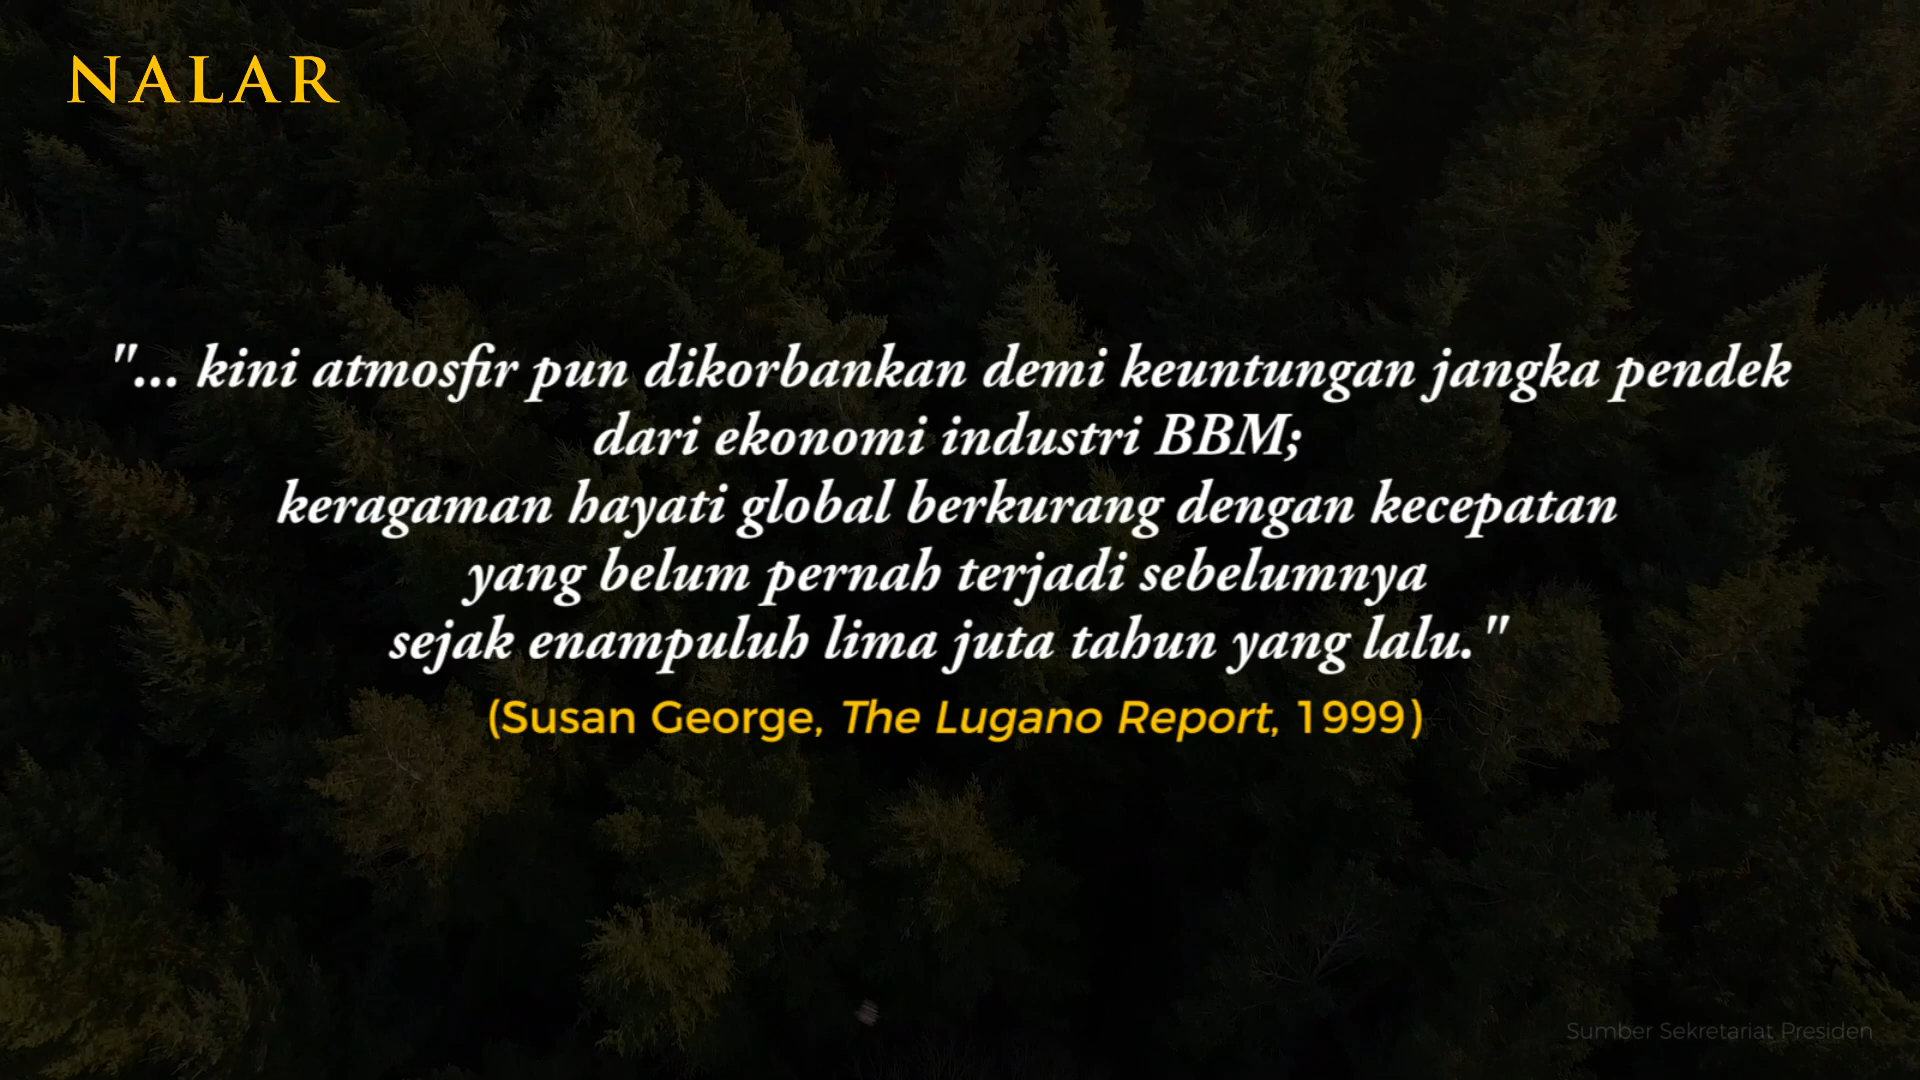 NALAR
"... kini atmosfir pun dikorbankan demi keuntungan jangka pendek
dari ekonomi industri BBM;
keragaman hayati global berkurang dengan kecepatan
yang belum pernah terjadi sebelumnya
sejak enampuluh lima juta tahun yang lalu."
(Susan George, The Lugano Report, 1999)
Sumber Sekretariat Presiden